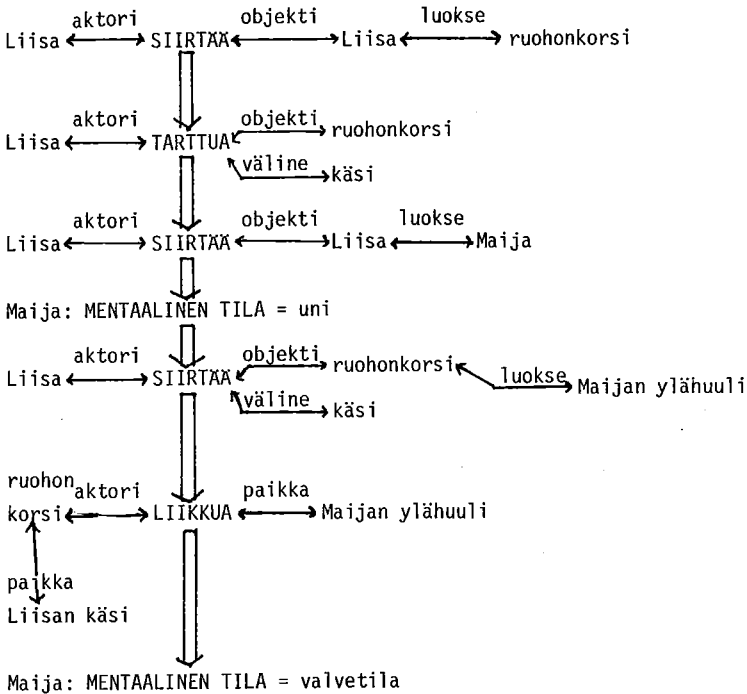 aktori objekti luokse
Liisa SIIRTÄÄ Liisa ruohonkorsi
aktori objekti
Liisa TARTTUA ruohonkorsi
väline
käsi
aktori objekti luokse
Liisa SIIRTÄÄ Liisa Maija
Maija: MENTAALINEN TILA = uni
aktori objekti
Liisa SIIRTÄÄ ruohonkorsi
luokse
Maijan ylähuuli
väline
käsi
ruohon
aktori paikka
korsi LIIKKUA Maijan ylähuuli
paikka
Liisan käsi
Maija: MENTAALINEN TILA = valvetila